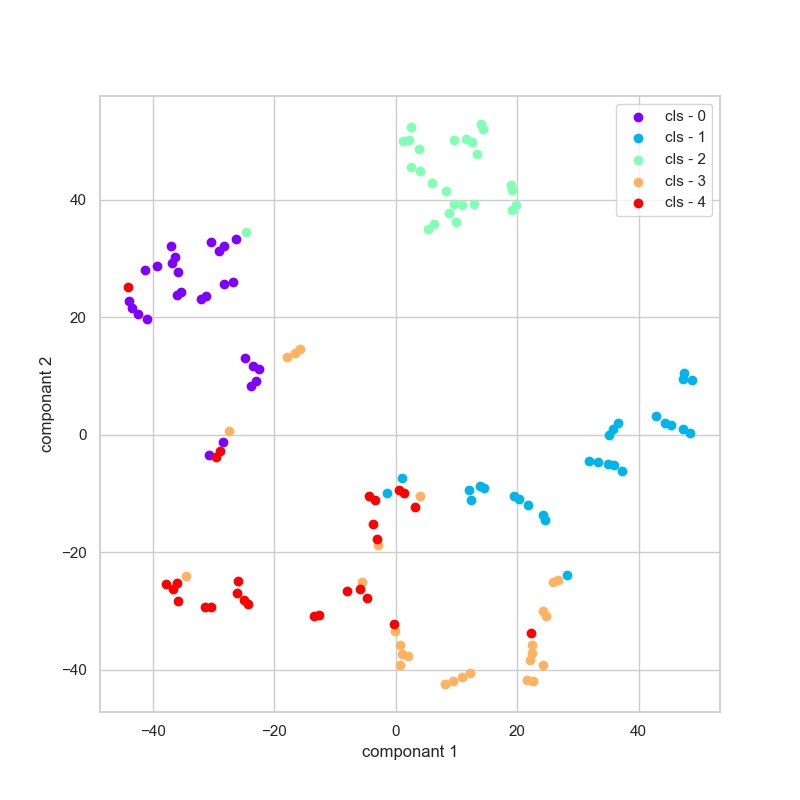 cls - 0
cls - 1
cls - 2
cls - 3
cls - 4
40
20
0
−20
−40
componant 2
−40
−20
0
20
40
componant 1